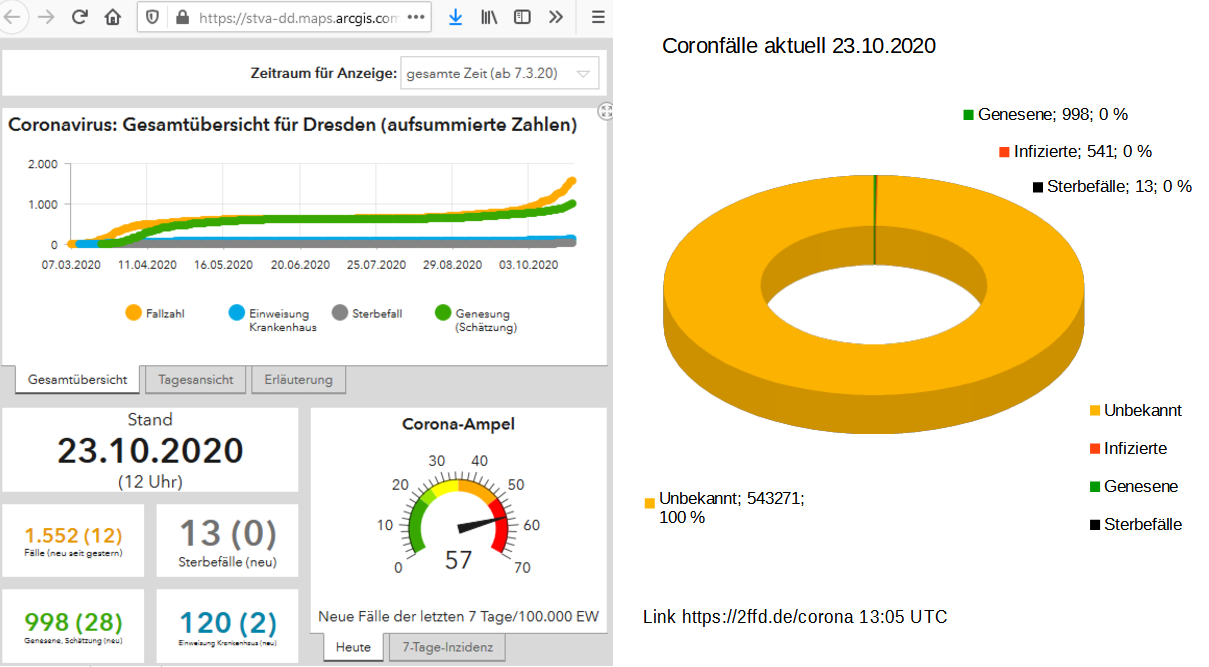 https://stva-dd.maps.arcgis.com
Zeitraum für Anzeige: gesamte Zeit (ab 7.3.20)
Coronavirus: Gesamtübersicht für Dresden (aufsummierte Zahlen)
2.000
1.000
0
07.03.2020 11.04.2020 16.05.2020 20.06.2020 25.07.2020 29.08.2020 03.10.2020
Fallzahl
Einweisung
Krankenhaus
Sterbefall
Genesung
(Schätzung)
Gesamtübersicht Tagesansicht Erläuterung
Stand
23.10.2020
(12 Uhr)
1.552 (12)
Fälle (neu seit gestern)
13 (0)
Sterbefälle (neu)
998 (28)
Genesene, Schätzung (neu)
120 (2)
Einweisung Krankenhaus (neu)
Corona-Ampel
0
10
20
30
40
50
60
70
57
Neue Fälle der letzten 7 Tage/100.000 EW
Heute 7-Tage-Inzidenz
Coronfälle aktuell 23.10.2020
Genesene; 998; 0 %
Infizierte; 541; 0 %
Sterbefälle; 13; 0 %
Unbekannt; 543271;
100 %
Unbekannt
Infizierte
Genesene
Sterbefälle
Link https://2ffd.de/corona 13:05 UTC